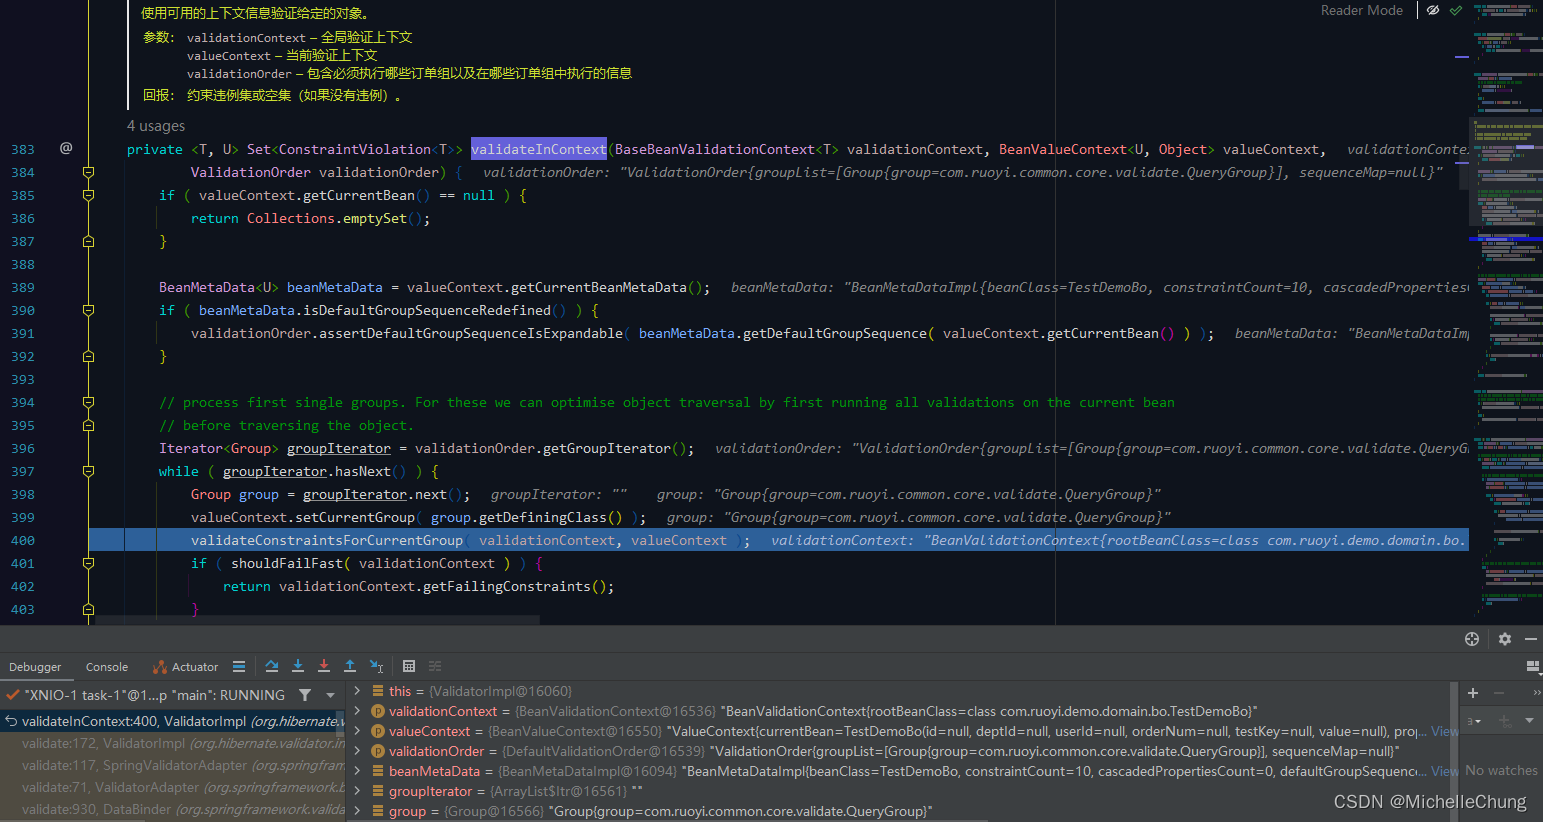 使用可用的上下文信息验证给定的对象。
Reader Mode
参数: validationContext – 全局验证上下文
valueContext – 当前验证上下文
validationOrder – 包含必须执行哪些订单组以及在哪些订单组中执行的信息
回报: 约束违例集或空集（如果没有违例）。
4 usages
383 @ private <T, U> Set<ConstraintViolation<T>> validateInContext(BaseBeanValidationContext<T> validationContext, BeanValueContext<U, Object> valueContext, validationConte
384 ValidationOrder validationOrder) { validationOrder: "ValidationOrder{groupList=[Group{group=com.ruoyi.common.core.validate.QueryGroup}], sequenceMap=null}"
385 if ( valueContext.getCurrentBean() == null ) {
386 return Collections.emptySet();
387 }
388
389 BeanMetaData<U> beanMetaData = valueContext.getCurrentBeanMetaData(); beanMetaData: "BeanMetaDataImpl{beanClass=TestDemoBo, constraintCount=10, cascadedProperties
390 if ( beanMetaData.isDefaultGroupSequenceRedefined() ) {
391 validationOrder.assertDefaultGroupSequenceIsExpandable( beanMetaData.getDefaultGroupSequence( valueContext.getCurrentBean() ) ); beanMetaData: "BeanMetaDataIm
392 }
393
394 // process first single groups. For these we can optimise object traversal by first running all validations on the current bean
395 // before traversing the object.
396 Iterator<Group> groupIterator = validationOrder.getGroupIterator(); validationOrder: "ValidationOrder{groupList=[Group{group=com.ruoyi.common.core.validate.QueryG
397 while ( groupIterator.hasNext() ) {
398 Group group = groupIterator.next(); groupIterator: "" group: "Group{group=com.ruoyi.common.core.validate.QueryGroup}"
399 valueContext.setCurrentGroup( group.getDefiningClass() ); group: "Group{group=com.ruoyi.common.core.validate.QueryGroup}"
400 validateConstraintsForCurrentGroup( validationContext, valueContext ); validationContext: "BeanValidationContext{rootBeanClass=class com.ruoyi.demo.domain.bo.
401 if ( shouldFailFast( validationContext ) ) {
402 return validationContext.getFailingConstraints();
403 }
Debugger Console Actuator
"XNIO-1 task-1"@1...p "main": RUNNING
validateInContext:400, ValidatorImpl (org.hibernate.v
validate:172, ValidatorImpl (org.hibernate.validator.in
validate:117, SpringValidatorAdapter (org.springfram
validate:71, ValidatorAdapter (org.springframework.b
validate:930, DataBinder (org.springframework.valida
this = {ValidatorImpl@16060}
validationContext = {BeanValidationContext@16536} "BeanValidationContext{rootBeanClass=class com.ruoyi.demo.domain.bo.TestDemoBo}"
valueContext = {BeanValueContext@16550} "ValueContext{currentBean=TestDemoBo(id=null, deptId=null, userId=null, orderNum=null, testKey=null, value=null), proj... View
validationOrder = {DefaultValidationOrder@16539} "ValidationOrder{groupList=[Group{group=com.ruoyi.common.core.validate.QueryGroup}], sequenceMap=null}"
beanMetaData = {BeanMetaDataImpl@16094} "BeanMetaDataImpl{beanClass=TestDemoBo, constraintCount=10, cascadedPropertiesCount=0, defaultGroupSequence... View
groupIterator = {ArrayList$Itr@16561} ""
group = {Group@16566} "Group{group=com.ruoyi.common.core.validate.QueryGroup}"
No watches
CSDN @MichelleChung